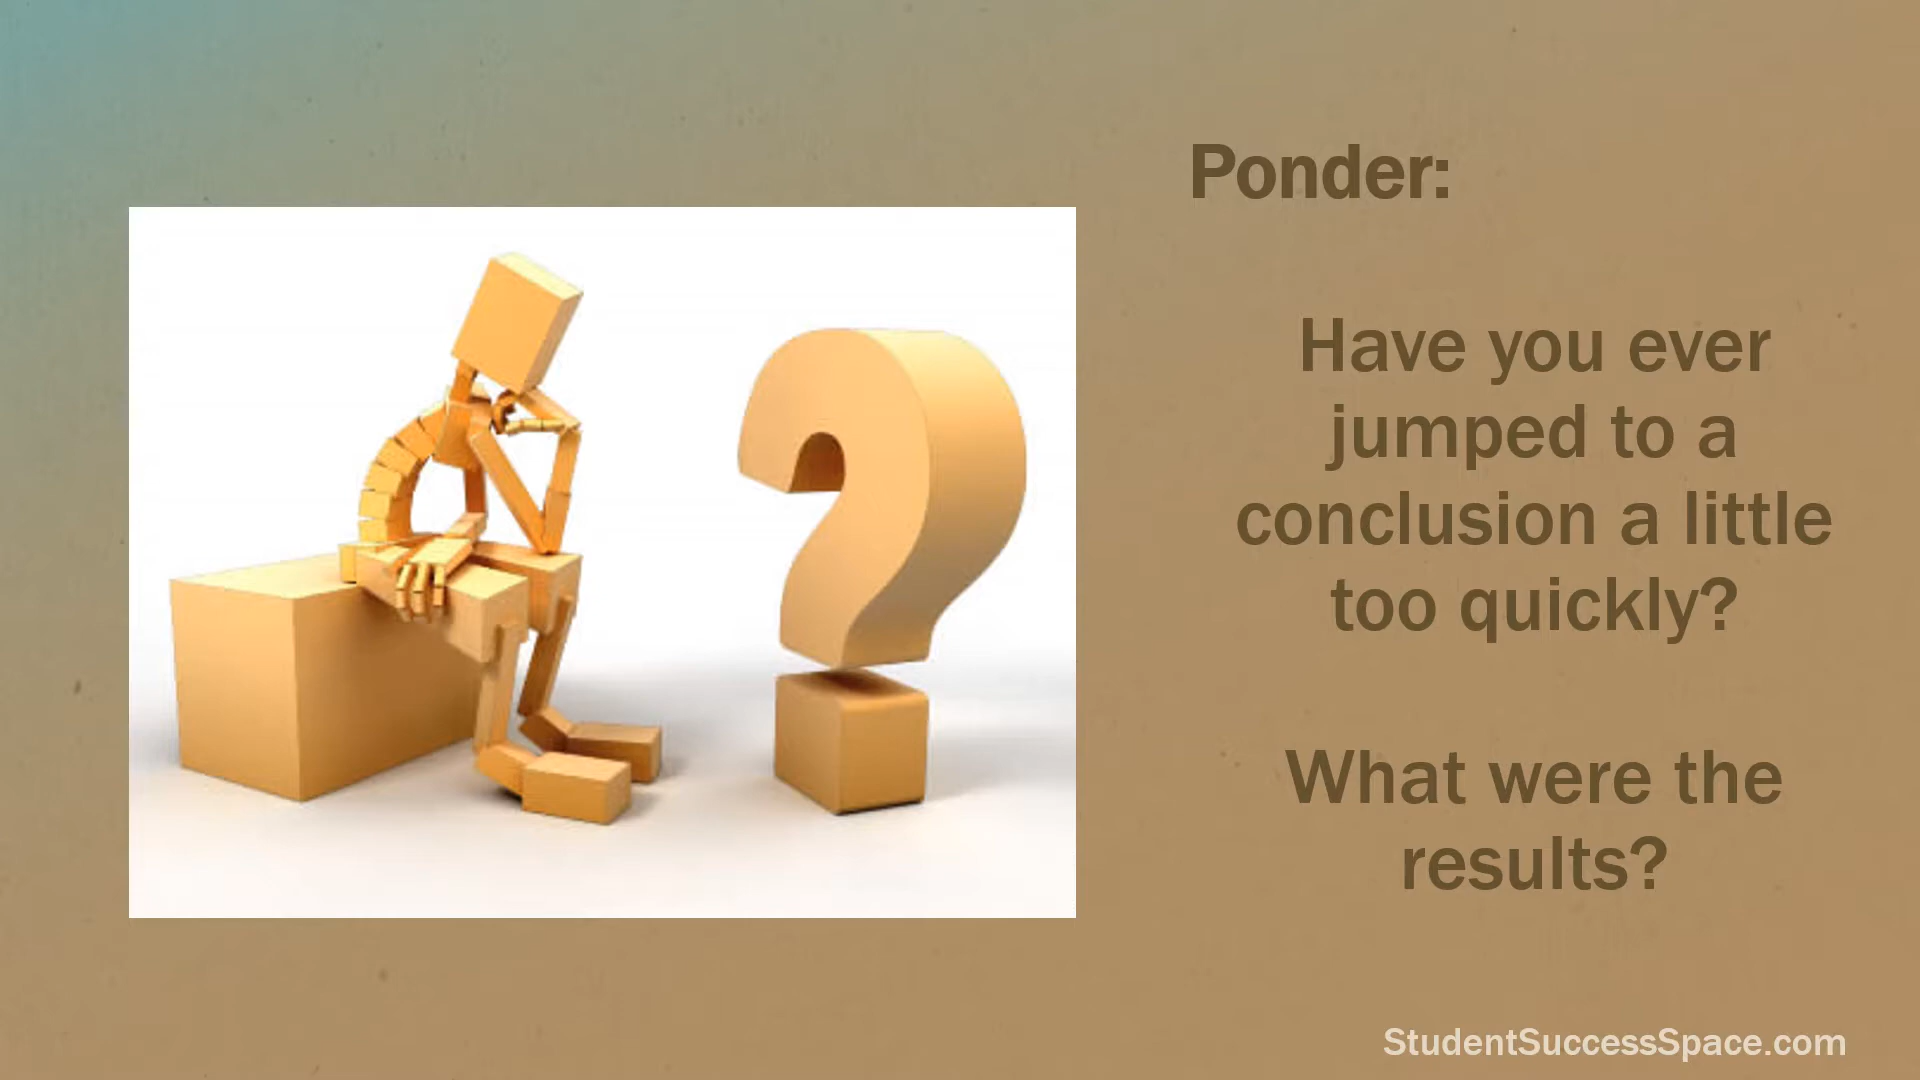 Ponder:
Have you ever
jumped to a
conclusion a little
too quickly?
What were the
results?
StudentSuccessSpace.com